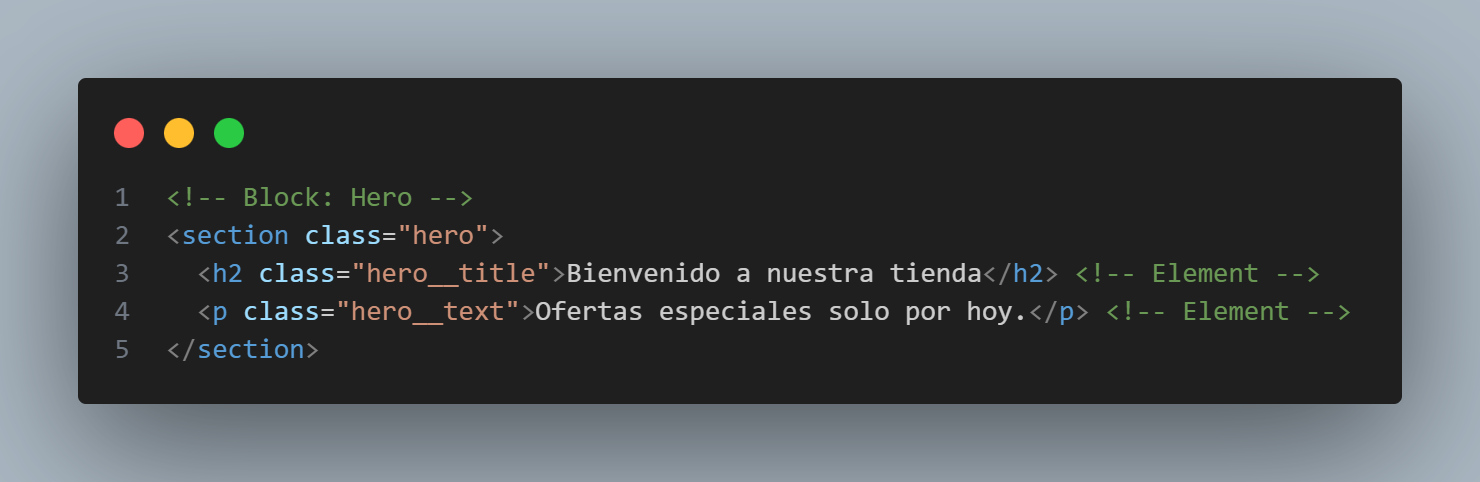 1 <!-- Block: Hero -->
2 <section class="hero">
3   <h2 class="hero__title">Bienvenido a nuestra tienda</h2> <!-- Element -->
4   <p class="hero__text">Ofertas especiales solo por hoy.</p> <!-- Element -->
5 </section>